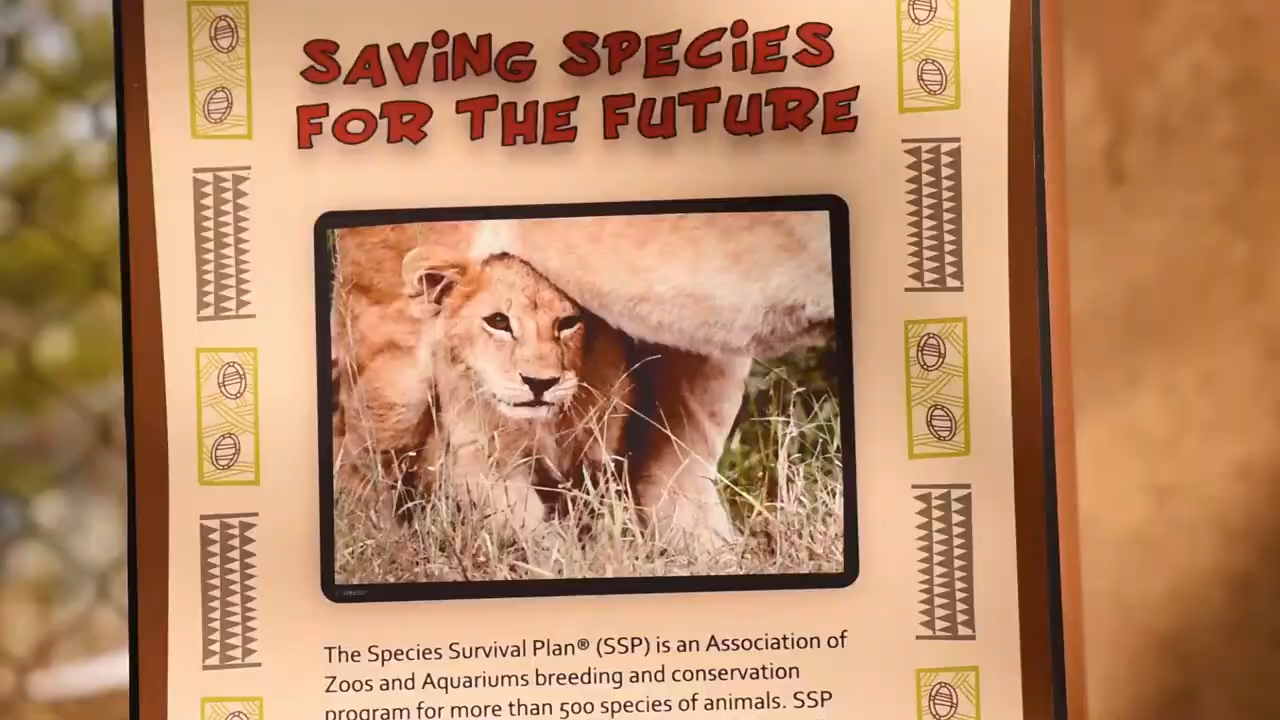 SAVING SPECIES
FOR THE FUTURE
The Species Survival Plan® (SSP) is an Association of
Zoos and Aquariums breeding and conservation
program for more than 500 species of animals. SSP